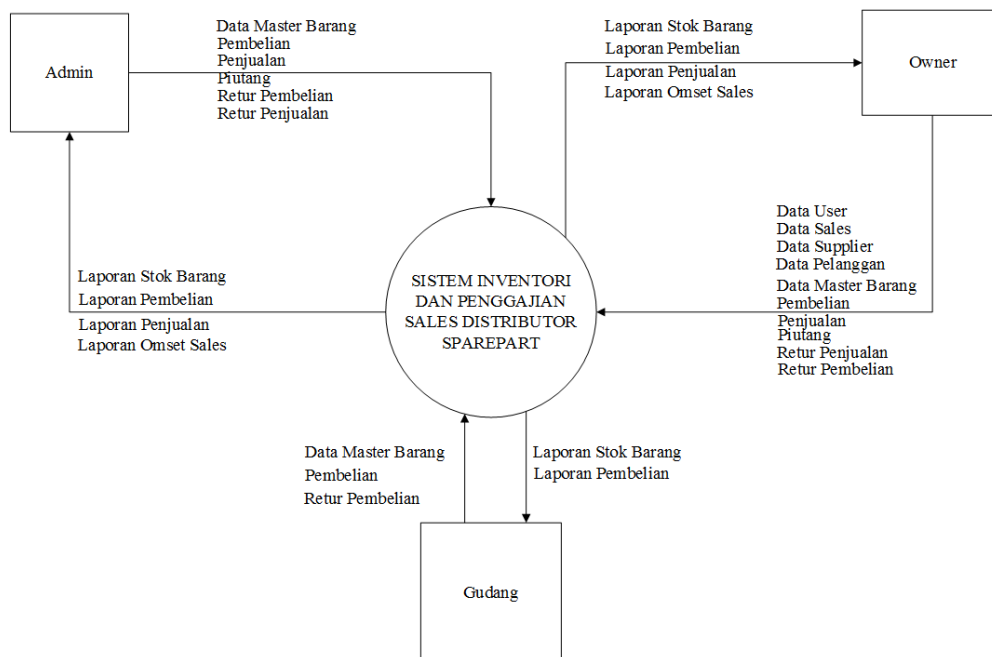 Admin
Data Master Barang
Pembelian
Penjualan
Piutang
Retur Pembelian
Retur Penjualan
Laporan Stok Barang
Laporan Pembelian
Laporan Penjualan
Laporan Omset Sales
Owner
Data User
Data Sales
Data Supplier
Data Pelanggan
Data Master Barang
Pembelian
Penjualan
Piutang
Retur Penjualan
Retur Pembelian
Laporan Stok Barang
Laporan Pembelian
Laporan Penjualan
Laporan Omset Sales
SISTEM INVENTORI
DAN PENGGAJIAN
SALES DISTRIBUTOR
SPAREPART
Data Master Barang
Pembelian
Retur Pembelian
Laporan Stok Barang
Laporan Pembelian
Gudang